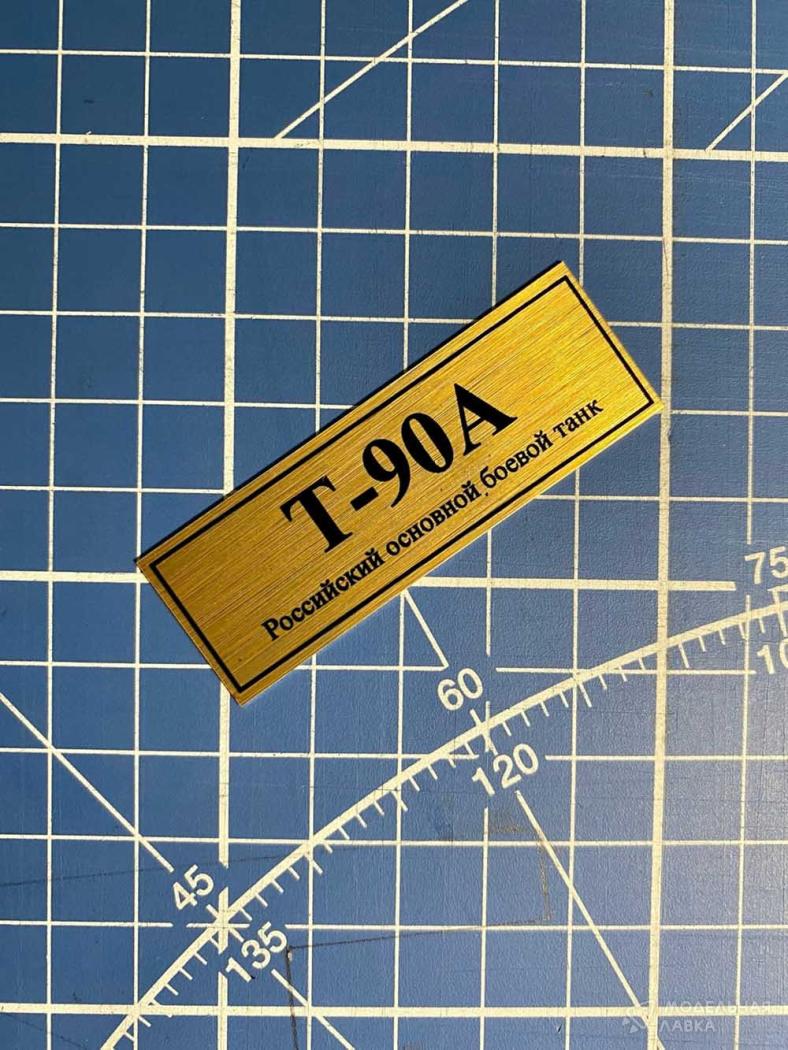 Т-90А
Российский основной боевой танк
75
60
120
45
135
МОДЕЛЬНАЯ
ЛАВКА